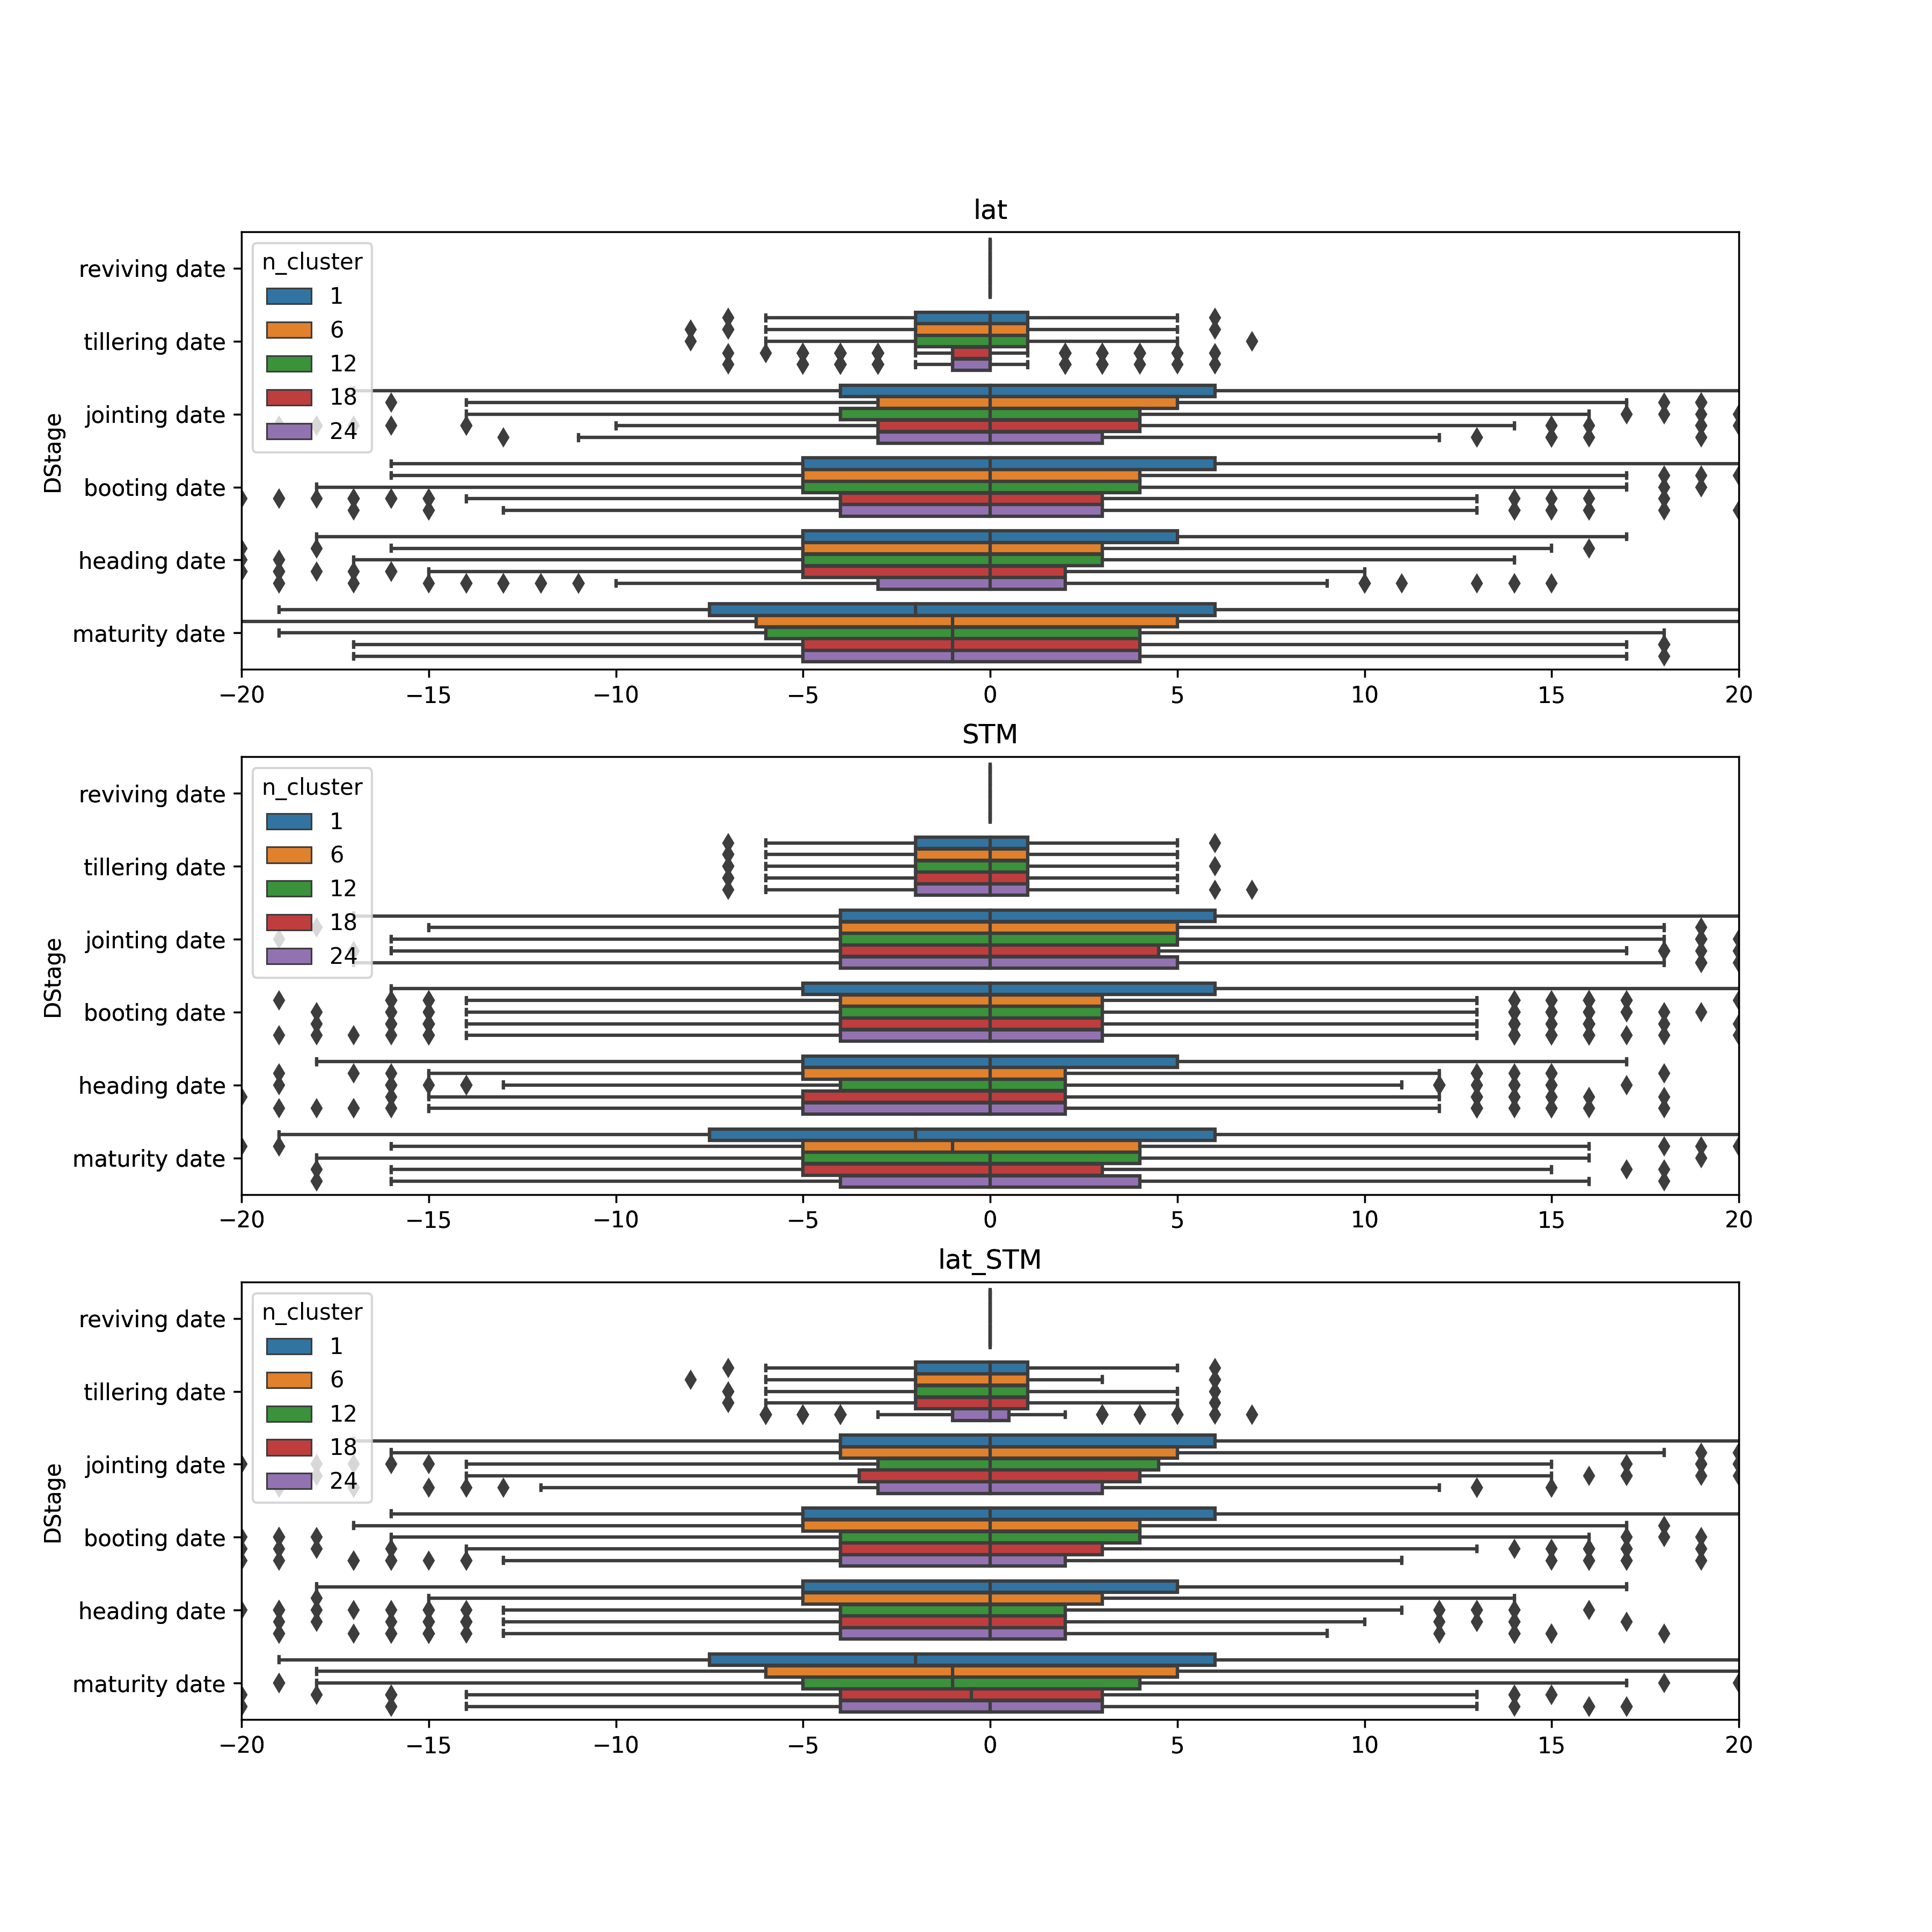 lat
DStage
reviving date
tillering date
jointing date
booting date
heading date
maturity date
n_cluster
1
6
12
18
24
−20 −15 −10 −5 0 5 10 15 20
STM
DStage
reviving date
tillering date
jointing date
booting date
heading date
maturity date
n_cluster
1
6
12
18
24
−20 −15 −10 −5 0 5 10 15 20
lat_STM
DStage
reviving date
tillering date
jointing date
booting date
heading date
maturity date
n_cluster
1
6
12
18
24
−20 −15 −10 −5 0 5 10 15 20